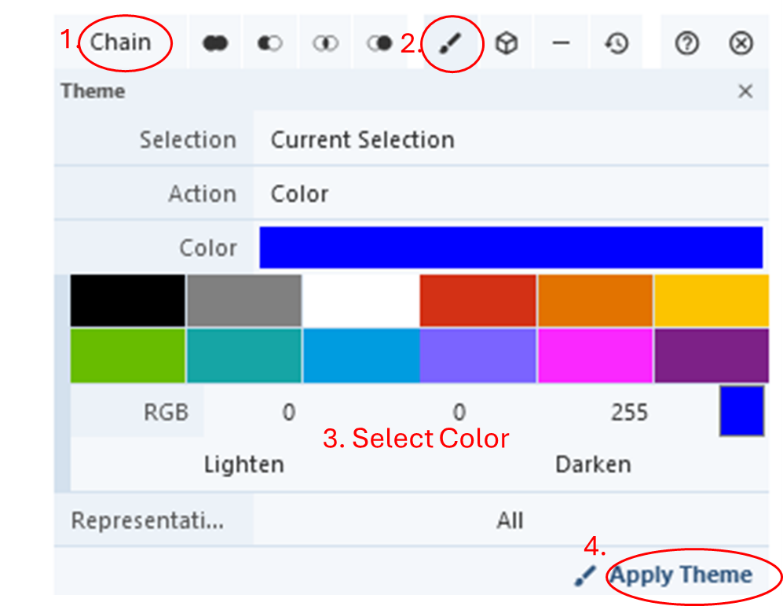 1. Chain 2.
Theme
Selection Current Selection
Action Color
Color
RGB 0 0 255
3. Select Color
Lighten Darken
Representati... All
4.
Apply Theme